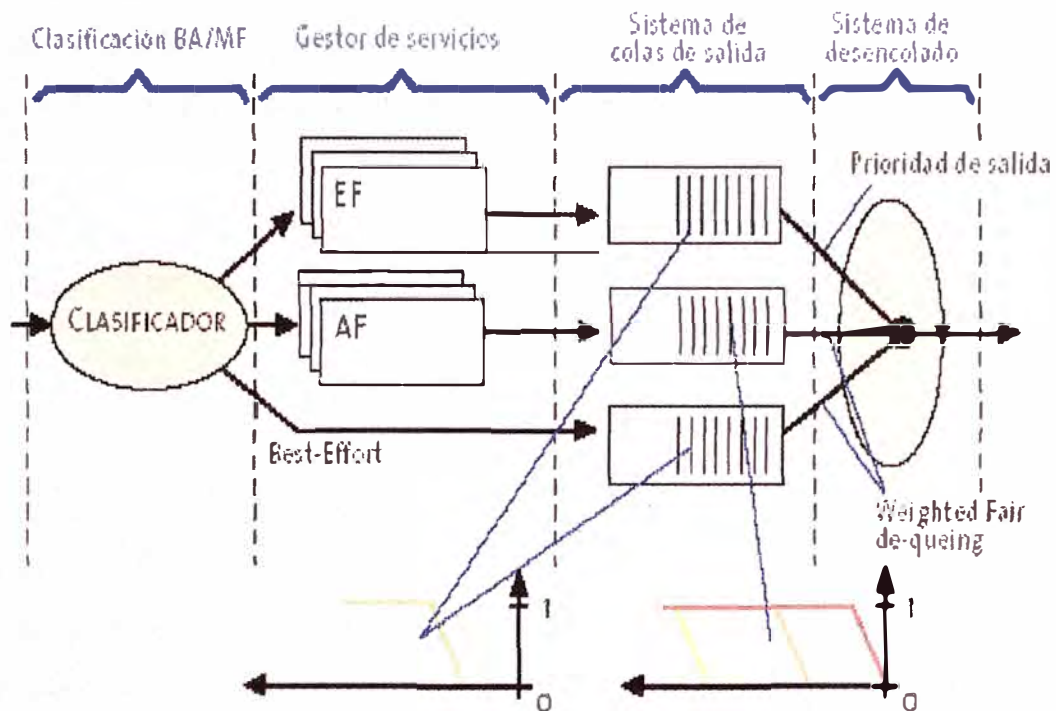 Clasificación BA/MF
Gestor de servicios
Sistema de
colas de salida
Sistema de
desencolado
Prioridad de salida
EF
CLASIFICADOR
AF
Best-Effort
Weighted Fair
de-queing
1
0
1
0